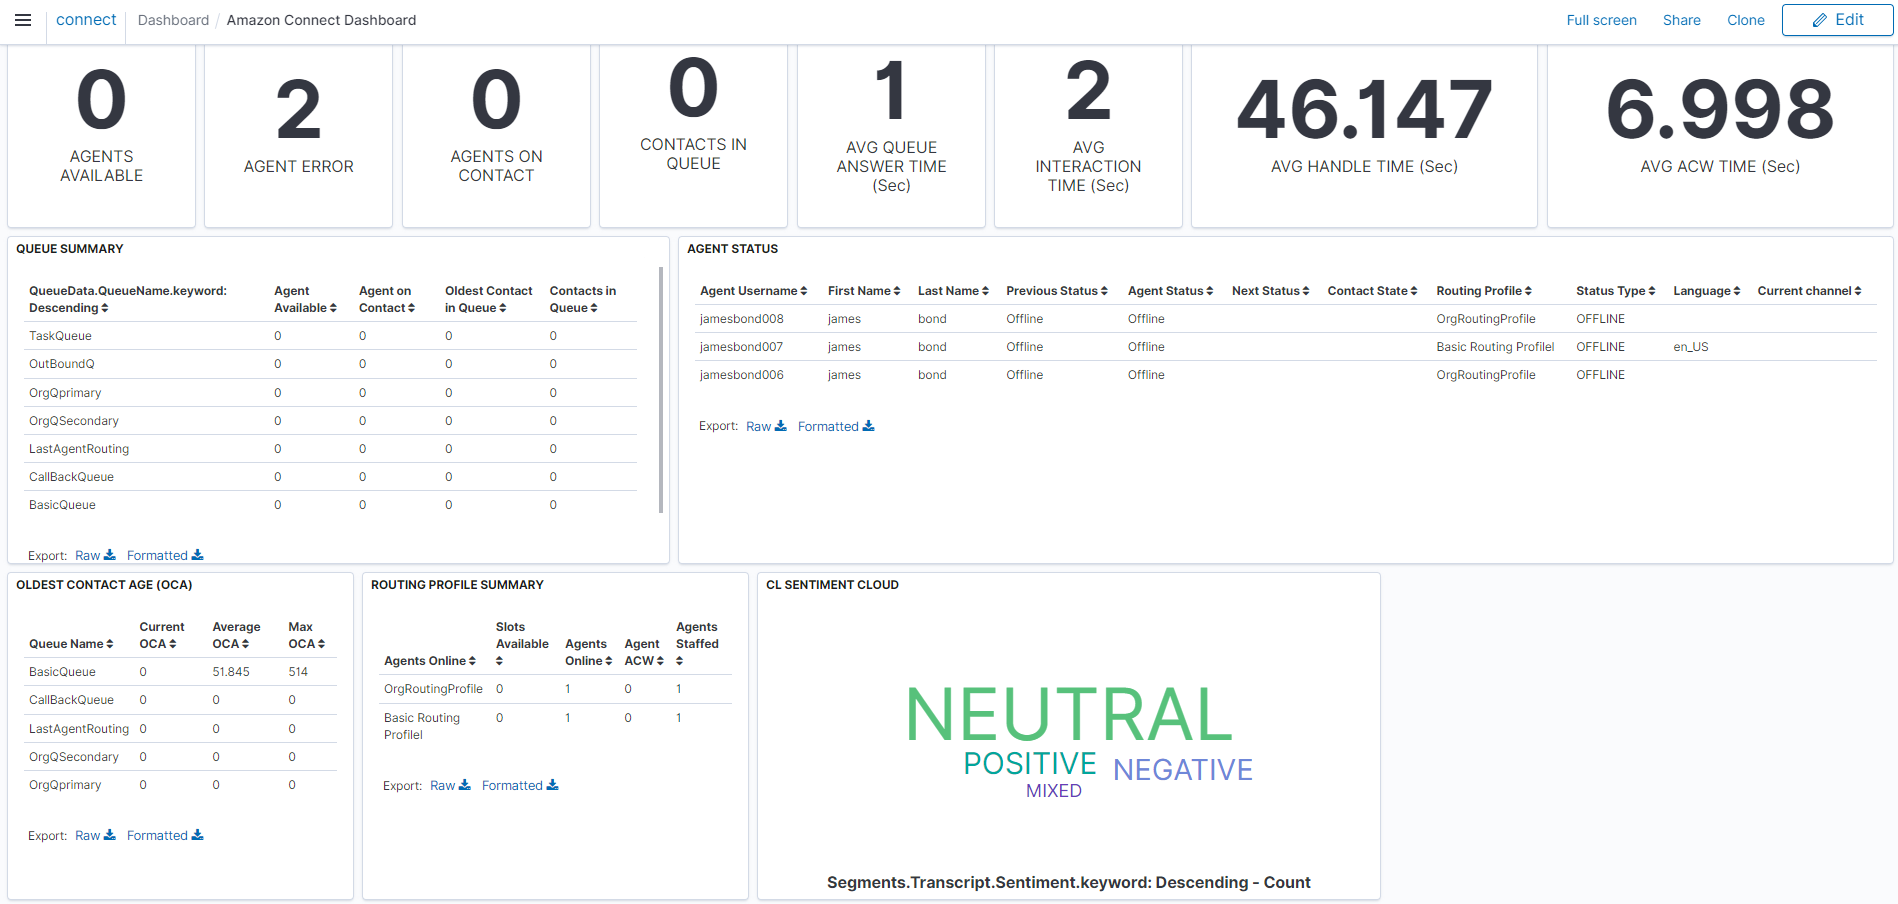 connect Dashboard / Amazon Connect Dashboard Full screen Share Clone Edit
0
AGENTS
AVAILABLE
2
AGENT ERROR
0
AGENTS ON
CONTACT
0
CONTACTS IN
QUEUE
1
AVG QUEUE
ANSWER TIME
(Sec)
2
AVG
INTERACTION
TIME (Sec)
46.147
AVG HANDLE TIME (Sec)
6.998
AVG ACW TIME (Sec)
QUEUE SUMMARY
QueueData.QueueName.keyword: Agent Agent on Oldest Contact Contacts in
Descending Available Contact in Queue Queue
TaskQueue 0 0 0 0
OutBoundQ 0 0 0 0
OrgQprimary 0 0 0 0
OrgQSecondary 0 0 0 0
LastAgentRouting 0 0 0 0
CallBackQueue 0 0 0 0
BasicQueue 0 0 0 0
Export: Raw Formatted
AGENT STATUS
Agent Username First Name Last Name Previous Status Agent Status Next Status Contact State Routing Profile Status Type Language Current channel
jamesbond008 james bond Offline Offline OrgRoutingProfile OFFLINE
jamesbond007 james bond Offline Offline Basic Routing Profilel OFFLINE en_US
jamesbond006 james bond Offline Offline OrgRoutingProfile OFFLINE
Export: Raw Formatted
OLDEST CONTACT AGE (OCA)
Current Average Max
Queue Name OCA OCA OCA
BasicQueue 0 51.845 514
CallBackQueue 0 0 0
LastAgentRouting 0 0 0
OrgQSecondary 0 0 0
OrgQprimary 0 0 0
Export: Raw Formatted
ROUTING PROFILE SUMMARY
Slots Agents
Available Agents Agent Staffed
Agents Online Online ACW
OrgRoutingProfile 0 1 0 1
Basic Routing 0 1 0 1
Profilel
Export: Raw Formatted
CL SENTIMENT CLOUD
NEUTRAL
POSITIVE NEGATIVE
MIXED
Segments.Transcript.Sentiment.keyword: Descending - Count